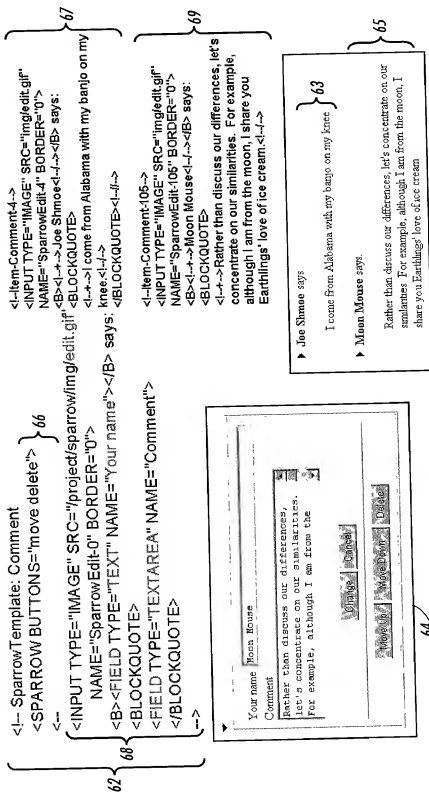 <!-- SparrowTemplate: Comment
<SPARROW BUTTONS="move delete">
<--
<INPUT TYPE="IMAGE" SRC="/project/sparrow/img/edit.gif"
NAME="SparrowEdit-0" BORDER="0">
<B><FIELD TYPE="TEXT" NAME="Your name"></B> says:
<BLOCKQUOTE>
<FIELD TYPE="TEXTAREA" NAME="Comment">
</BLOCKQUOTE>
-->
62
66
68
<!--Item-Comment-4-->
<INPUT TYPE="IMAGE" SRC="img/edit.gif"
NAME="SparrowEdit-4" BORDER="0">
<B><!--+-->Joe Shmoe<!--/--></B> says:
<BLOCKQUOTE>
<!--+-->I come from Alabama with my banjo on my
knee.<!--/-->
</BLOCKQUOTE><!--//-->
67
<!--Item-Comment-105-->
<INPUT TYPE="IMAGE" SRC="img/edit.gif"
NAME="SparrowEdit-105" BORDER="0">
<B><!--+-->Moon Mouse<!--/--></B> says:
<BLOCKQUOTE>
<!--+-->Rather than discuss our differences, let's
concentrate on our similarities. For example,
although I am from the moon, I share you
Earthlings' love of ice cream.<!--/-->
69
Your name Moon Mouse
Comment
Rather than discuss our differences,
let's concentrate on our similarities.
For example, although I am from the
Change Cancel
Move Up Move Down Delete
64
Joe Shmoe says
I come from Alabama with my banjo on my knee
63
Moon Mouse says.
Rather than discuss our differences, let's concentrate on our
similarities For example, although I am from the moon, I
share you Earthlings' love of ice cream
65